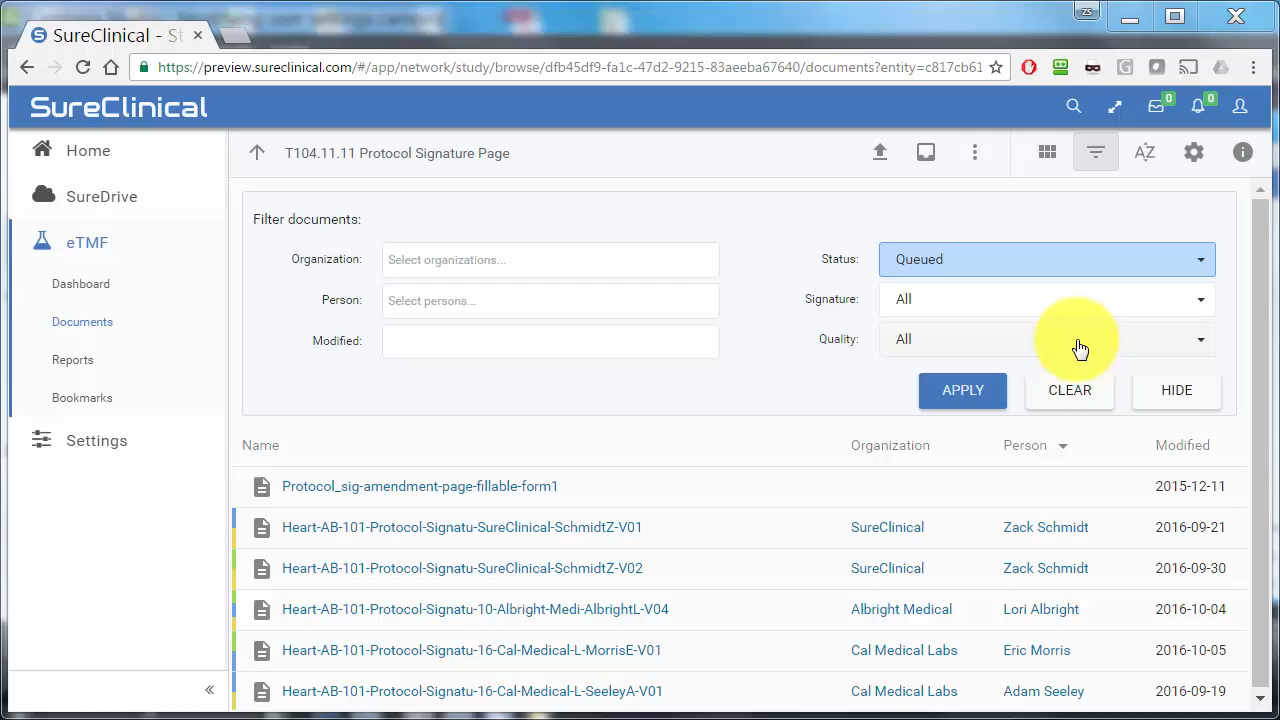 ZS
SureClinical - St
https://preview.sureclinical.com/#/app/network/study/browse/dfb45df9-fa1c-47d2-9215-83aeeba67640/documents?entity=c817cb61
SureClinical
0
0
Home
SureDrive
eTMF
Dashboard
Documents
Reports
Bookmarks
Settings
T104.11.11 Protocol Signature Page
AZ
Filter documents:
Organization: Select organizations...
Status: Queued
Person: Select persons...
Signature: All
Modified:
Quality: All
APPLY CLEAR HIDE
Name Organization Person Modified
Protocol_sig-amendment-page-fillable-form1 2015-12-11
Heart-AB-101-Protocol-Signatu-SureClinical-SchmidtZ-V01 SureClinical Zack Schmidt 2016-09-21
Heart-AB-101-Protocol-Signatu-SureClinical-SchmidtZ-V02 SureClinical Zack Schmidt 2016-09-30
Heart-AB-101-Protocol-Signatu-10-Albright-Medi-AlbrightL-V04 Albright Medical Lori Albright 2016-10-04
Heart-AB-101-Protocol-Signatu-16-Cal-Medical-L-MorrisE-V01 Cal Medical Labs Eric Morris 2016-10-05
Heart-AB-101-Protocol-Signatu-16-Cal-Medical-L-SeeleyA-V01 Cal Medical Labs Adam Seeley 2016-09-19